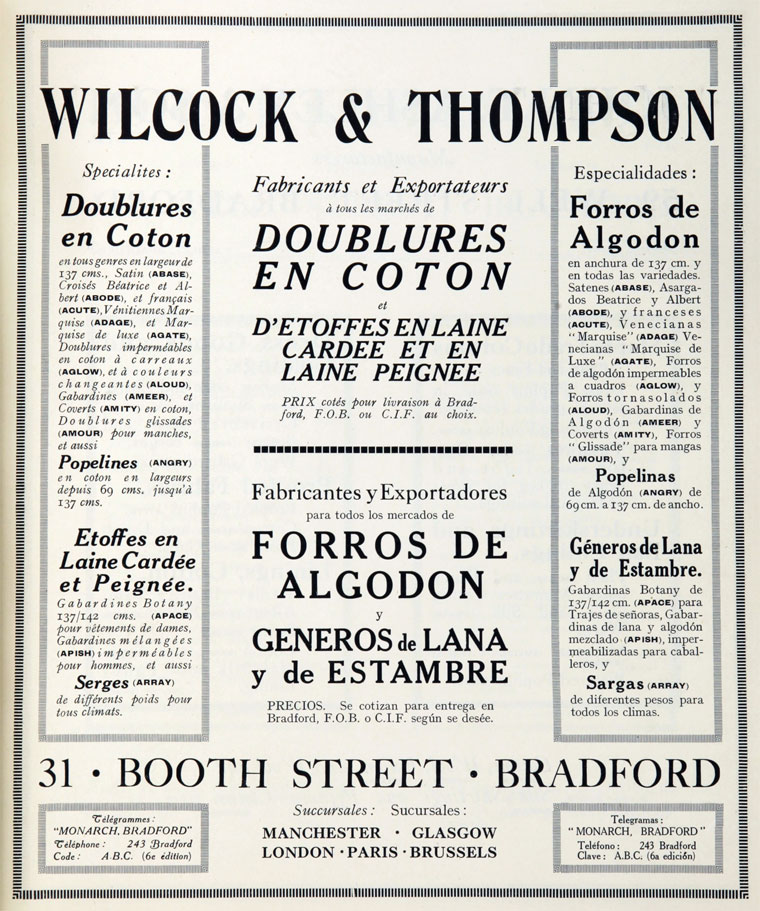 WILCOCK & THOMPSON
Specialites :
Doublures
en Coton
en tous genres en largeur de
137 cms., Satin (ABASE),
Croisés Béatrice et Al-
bert (ABODE), et français
(ACUTE), Vénitiennes Mar-
quise (ADAGE), et Mar-
quise de luxe (AGATE),
Doublures imperméables
en coton à carreaux
(AGLOW), et à couleurs
changeantes (ALOUD),
Gabardines (AMEER), et
Coverts (AMITY) en coton,
Doublures glissades
(AMOUR) pour manches,
et aussi
Popelines (ANGRY)
en coton en largeurs
depuis 69 cms. jusqu'à
137 cms.
Etoffes en
Laine Cardée
et Peignée.
Gabardines Botany
137/142 cms. (APACE)
pour vêtements de dames,
Gabardines mélangées
(APISH) imperméables
pour hommes, et aussi
Serges (ARRAY)
de différents poids pour
tous climats.
Fabricants et Exportateurs
à tous les marchés de
DOUBLURES
EN COTON
et
D'ETOFFES EN LAINE
CARDEE ET EN
LAINE PEIGNEE
PRIX cotés pour livraison à Brad-
ford, F.O.B. ou C.I.F. au choix.
Fabricantes y Exportadores
para todos los mercados de
FORROS DE
ALGODON
y
GENEROS de LANA
y de ESTAMBRE
PRECIOS. Se cotizan para entrega en
Bradford, F.O.B. o C.I.F. según se desée.
Especialidades :
Forros de
Algodon
en anchura de 137 cm. y
en todas las variedades.
Satenes (ABASE), Asarga-
dos Beatrice y Albert
(ABODE), y franceses
(ACUTE), Venecianas
"Marquise" (ADAGE) Ve-
necianas "Marquise de
Luxe" (AGATE), Forros
de algodón impermeables
a cuadros (AGLOW), y
Forros tornasolados
(ALOUD), Gabardinas de
Algodón (AMEER) y
Coverts (AMITY), Forros
"Glissade" para mangas
(AMOUR), y
Popelinas
de Algodón (ANGRY) de
69 cm. a 137 cm. de ancho.
Géneros de Lana
y de Estambre.
Gabardinas Botany de
137/142 cm. (APACE) para
Trajes de señoras, Gabar-
dinas de lana y algodón
mezclado (APISH), imper-
meabilizadas para cabal-
leros, y
Sargas (ARRAY)
de diferentes pesos para
todos los climas.
31 · BOOTH STREET · BRADFORD
Télégrammes :
"MONARCH, BRADFORD"
Téléphone : 243 Bradford
Code : A.B.C. (6e édition)
Succursales : Sucursales :
MANCHESTER · GLASGOW
LONDON · PARIS · BRUSSELS
Telegramas :
"MONARCH, BRADFORD"
Teléfono : 243 Bradford
Clave : A.B.C. (6a edición)